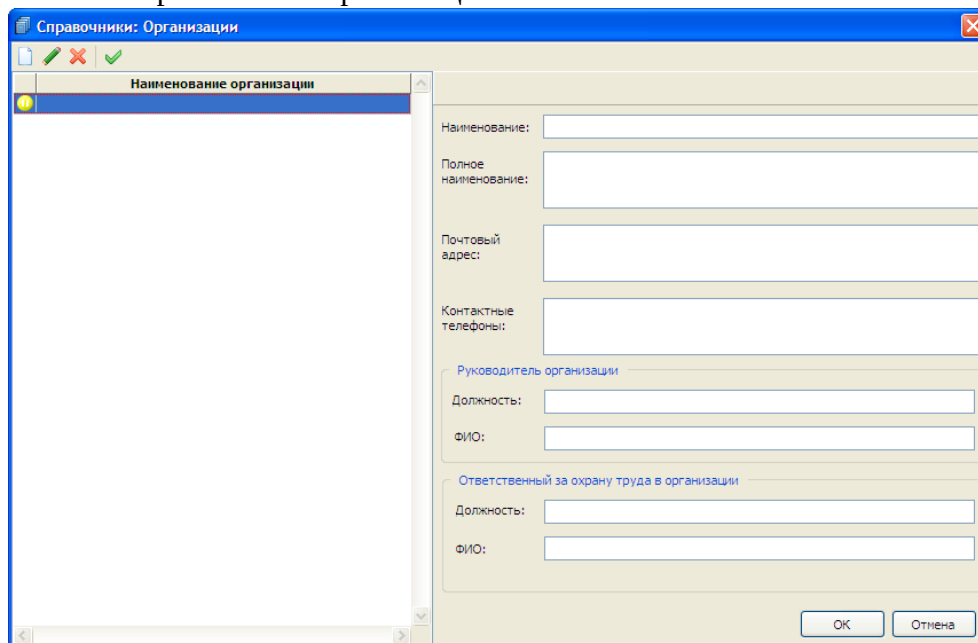 Справочники: Организации
Наименование организации
Наименование:
Полное
наименование:
Почтовый
адрес:
Контактные
телефоны:
Руководитель организации
Должность:
ФИО:
Ответственный за охрану труда в организации
Должность:
ФИО:
OK
Отмена